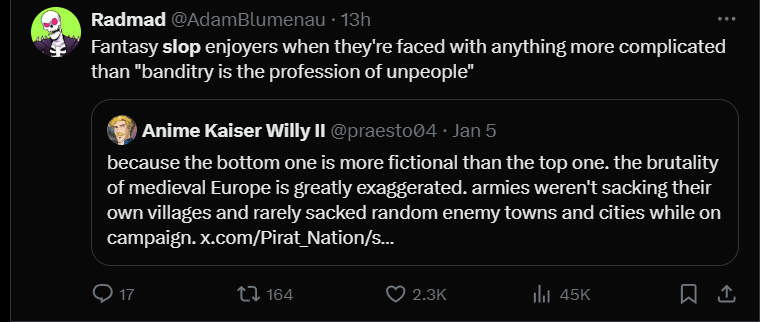 Radmad @AdamBlumenau · 13h
Fantasy slop enjoyers when they're faced with anything more complicated
than "banditry is the profession of unpeople"
Anime Kaiser Willy II @praesto04 · Jan 5
because the bottom one is more fictional than the top one. the brutality
of medieval Europe is greatly exaggerated. armies weren't sacking their
own villages and rarely sacked random enemy towns and cities while on
campaign. x.com/Pirat_Nation/s...
17 164 2.3K 45K